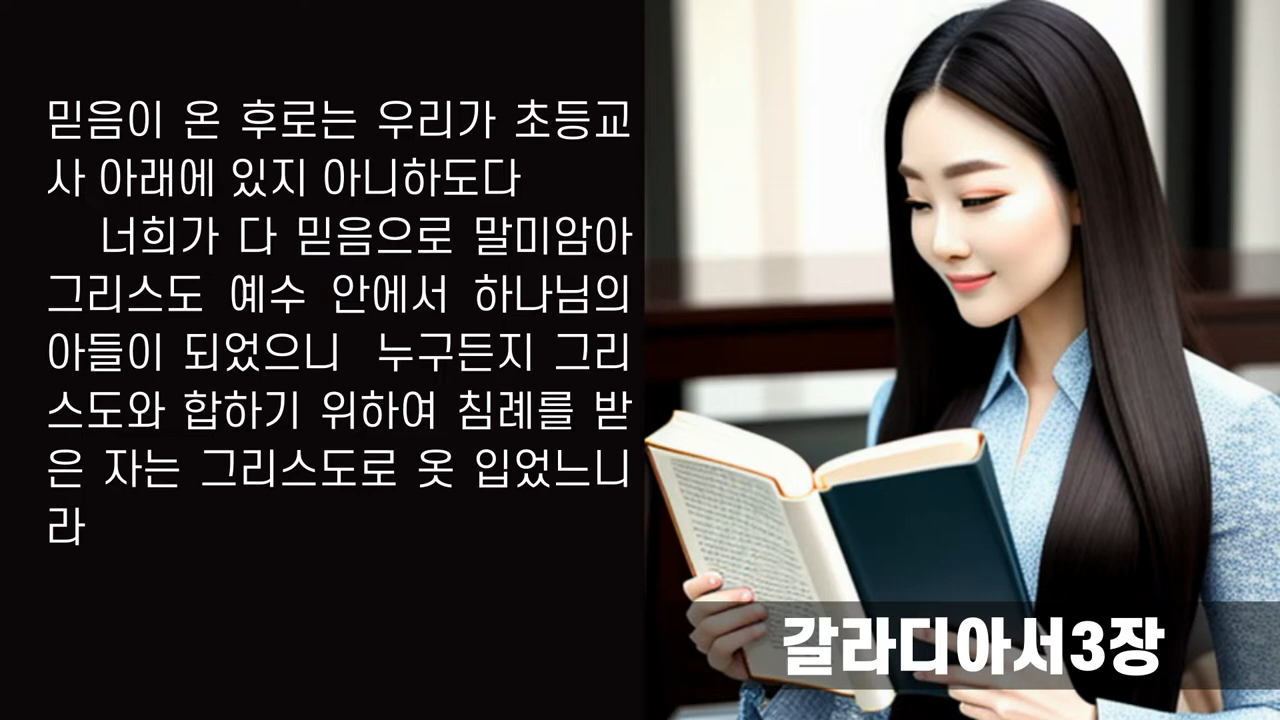 믿음이 온 후로는 우리가 초등교
사 아래에 있지 아니하도다
너희가 다 믿음으로 말미암아
그리스도 예수 안에서 하나님의
아들이 되었으니 누구든지 그리
스도와 합하기 위하여 침례를 받
은 자는 그리스도로 옷 입었느니
라
갈라디아서3장